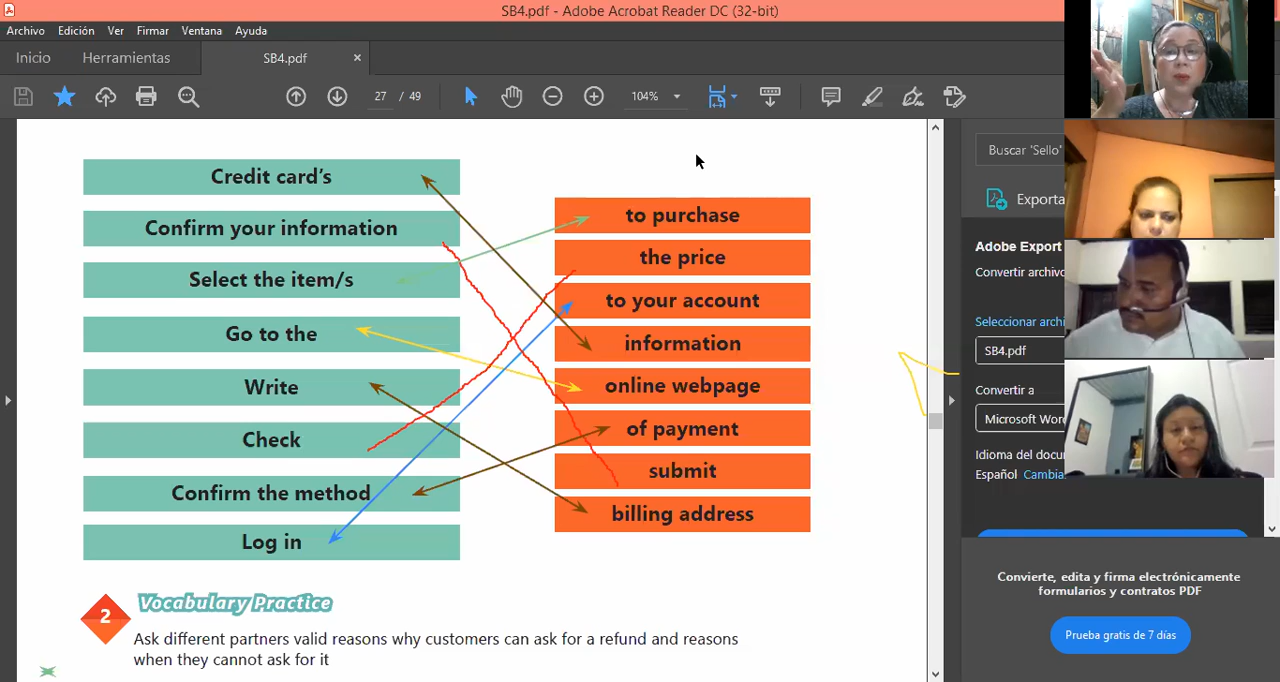 SB4.pdf - Adobe Acrobat Reader DC (32-bit)
Archivo Edición Ver Firmar Ventana Ayuda
Inicio Herramientas SB4.pdf ×
27 / 49 104%
Credit card's
Confirm your information
Select the item/s
Go to the
Write
Check
Confirm the method
Log in
to purchase
the price
to your account
information
online webpage
of payment
submit
billing address
2 Vocabulary Practice
Ask different partners valid reasons why customers can ask for a refund and reasons
when they cannot ask for it
Buscar 'Sello'
Exporta
Adobe Export
Convertir archivo
Seleccionar archi
SB4.pdf
Convertir a
Microsoft Word
Idioma del docu
Español Cambia
Convierte, edita y firma electrónicamente
formularios y contratos PDF
Prueba gratis de 7 días